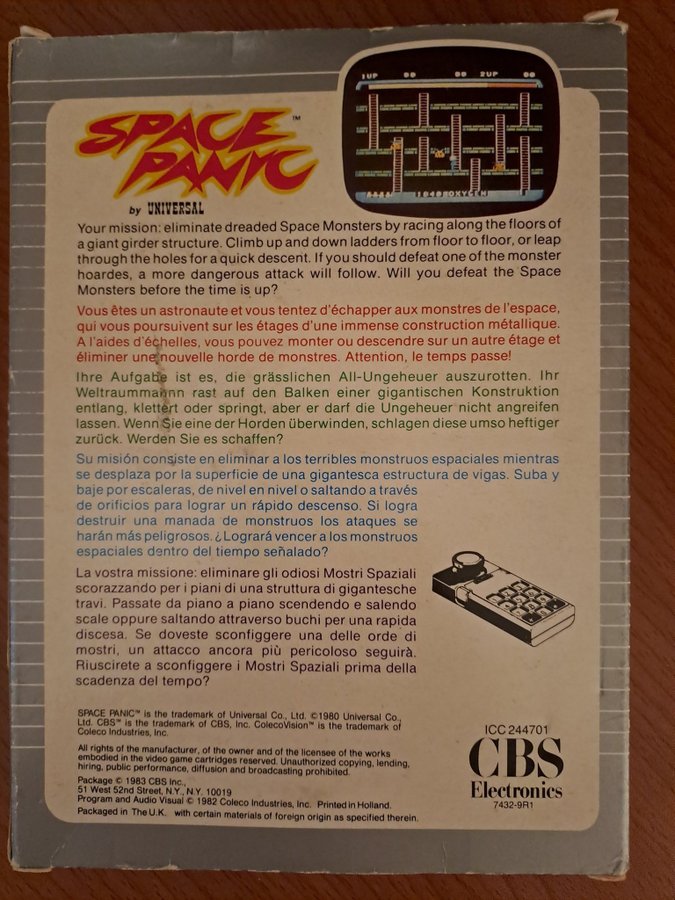 1UP 00 00 2UP 00
1040 OXYGEN
SPACE
PANIC™
by UNIVERSAL
Your mission: eliminate dreaded Space Monsters by racing along the floors of
a giant girder structure. Climb up and down ladders from floor to floor, or leap
through the holes for a quick descent. If you should defeat one of the monster
hoardes, a more dangerous attack will follow. Will you defeat the Space
Monsters before the time is up?
Vous êtes un astronaute et vous tentez d'échapper aux monstres de l'espace,
qui vous poursuivent sur les étages d'une immense construction métallique.
A l'aides d'échelles, vous pouvez monter ou descendre sur un autre étage et
éliminer une nouvelle horde de monstres. Attention, le temps passe!
Ihre Aufgabe ist es, die grässlichen All-Ungeheuer auszurotten. Ihr
Weltraummaınn rast auf den Balken einer gigantischen Konstruktion
entlang, klettert oder springt, aber er darf die Ungeheuer nicht angreifen
lassen. Wenn Sie eine der Horden überwinden, schlagen diese umso heftiger
zurück. Werden Sie es schaffen?
Su misión consiste en eliminar a los terribles monstruos espaciales mientras
se desplaza por la superficie de una gigantesca estructura de vigas. Suba y
baje por escaleras, de nivel en nivel o saltando a través
de orificios para lograr un rápido descenso. Si logra
destruir una manada de monstruos los ataques se
harán más peligrosos. ¿Logrará vencer a los monstruos
espaciales dentro del tiempo señalado?
La vostra missione: eliminare gli odiosi Mostri Spaziali
scorazzando per i piani di una struttura di gigantesche
travi. Passate da piano a piano scendendo e salendo
scale oppure saltando attraverso buchi per una rapida
discesa. Se doveste sconfiggere una delle orde di
mostri, un attacco ancora più pericoloso seguirà.
Riuscirete a sconfiggere i Mostri Spaziali prima della
scadenza del tempo?
SPACE PANIC™ is the trademark of Universal Co., Ltd. ©1980 Universal Co.,
Ltd. CBS™ is the trademark of CBS, Inc. ColecoVision™ is the trademark of
Coleco Industries, Inc.
All rights of the manufacturer, of the owner and of the licensee of the works
embodied in the video game cartridges reserved. Unauthorized copying, lending,
hiring, public performance, diffusion and broadcasting prohibited.
Package © 1983 CBS Inc.,
51 West 52nd Street, N.Y., N.Y. 10019
Program and Audio Visual © 1982 Coleco Industries, Inc. Printed in Holland.
Packaged in The U.K. with certain materials of foreign origin as specified therein.
ICC 244701
CBS
Electronics
7432-9R1